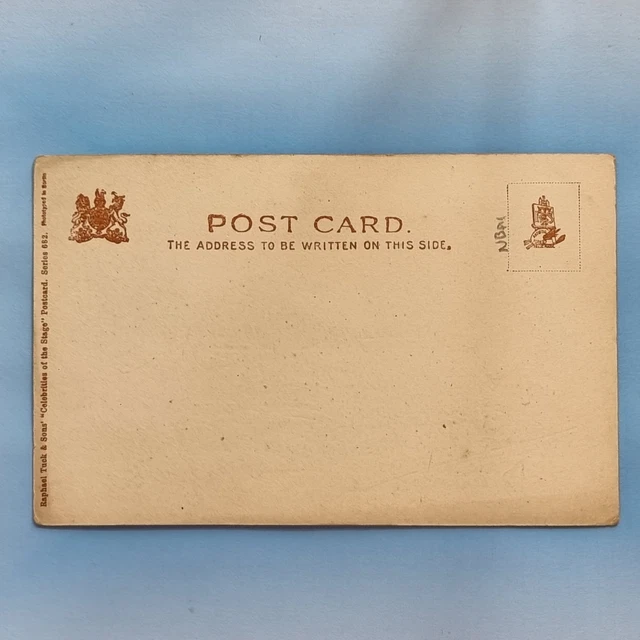 POST CARD.
THE ADDRESS TO BE WRITTEN ON THIS SIDE.
Raphael Tuck & Sons' "Celebrities of the Stage" Postcard. Series 662.